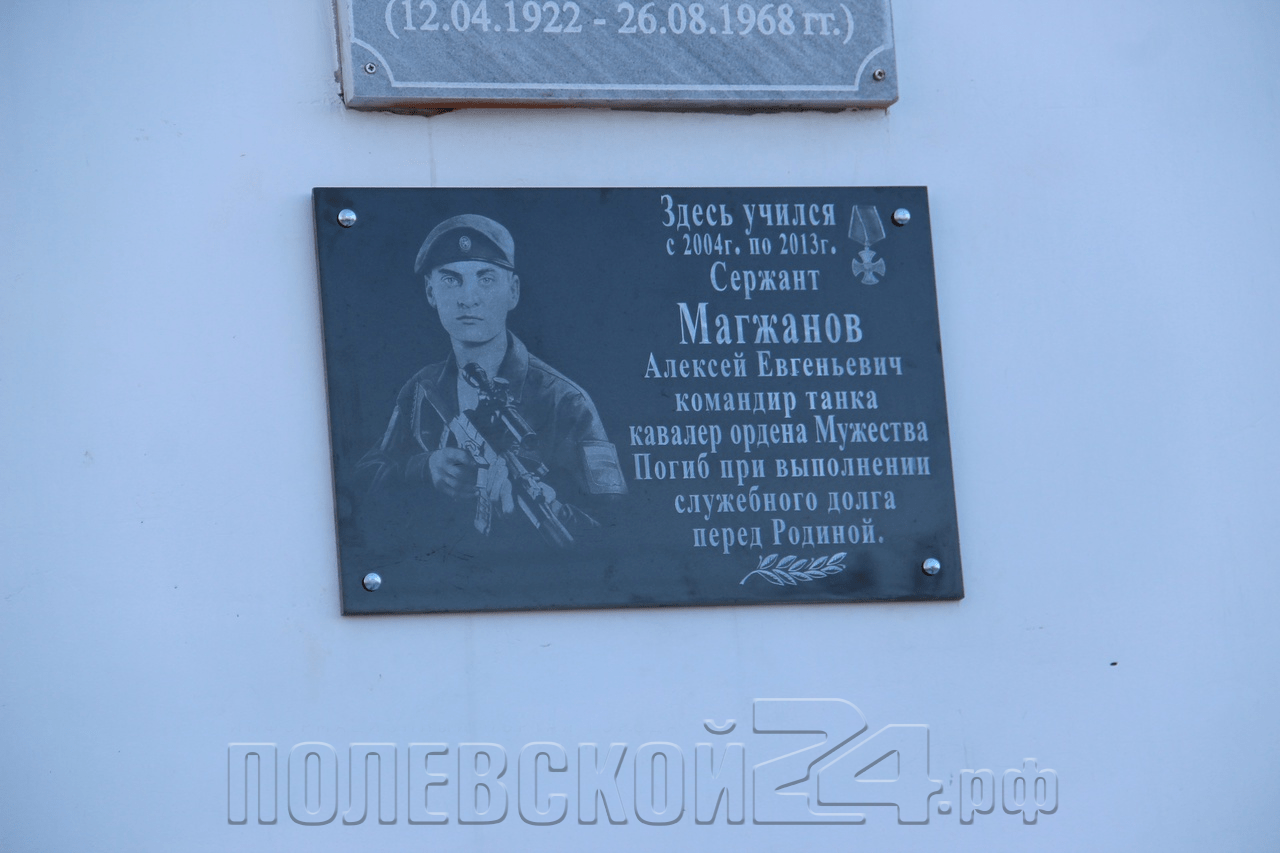 (12.04.1922 - 26.08.1968 гг.)
Здесь учился
с 2004г. по 2013г.
Сержант
Магжанов
Алексей Евгеньевич
командир танка
кавалер ордена Мужества
Погиб при выполнении
служебного долга
перед Родиной.
ПОЛЕВСКОЙ24.рф